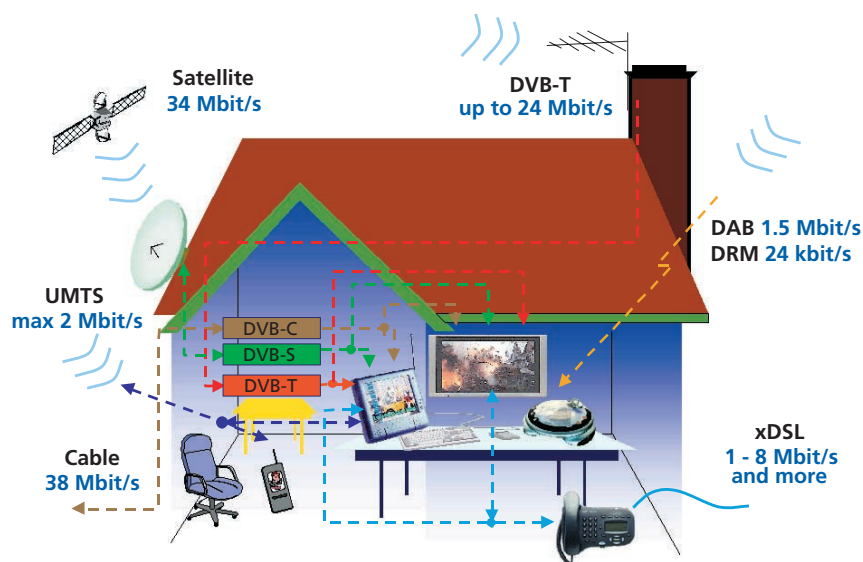 Satellite
34 Mbit/s
DVB-T
up to 24 Mbit/s
DAB 1.5 Mbit/s
DRM 24 kbit/s
UMTS
max 2 Mbit/s
DVB-C
DVB-S
DVB-T
Cable
38 Mbit/s
xDSL
1 - 8 Mbit/s
and more